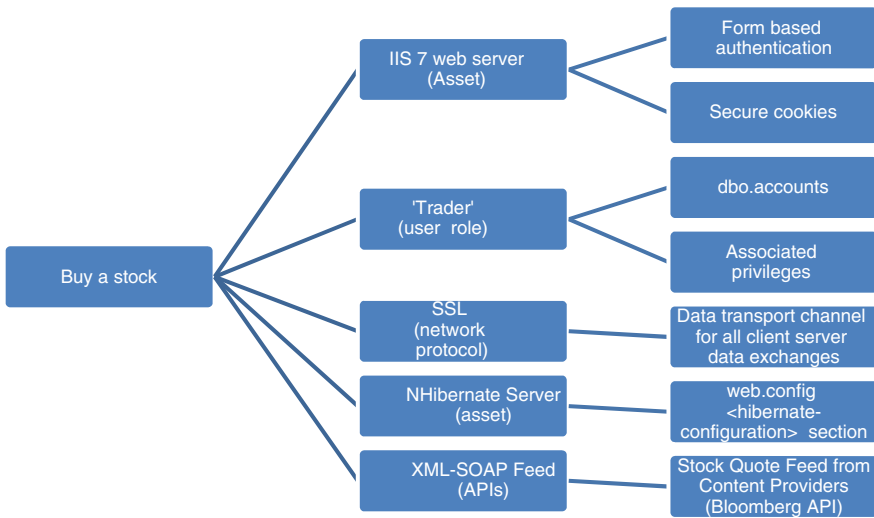 Buy a stock
IIS 7 web server
(Asset)
Form based
authentication
Secure cookies
'Trader'
(user role)
dbo.accounts
Associated
privileges
SSL
(network
protocol)
Data transport channel
for all client server
data exchanges
NHibernate Server
(asset)
web.config
<hibernate-
configuration> section
XML-SOAP Feed
(APIs)
Stock Quote Feed from
Content Providers
(Bloomberg API)